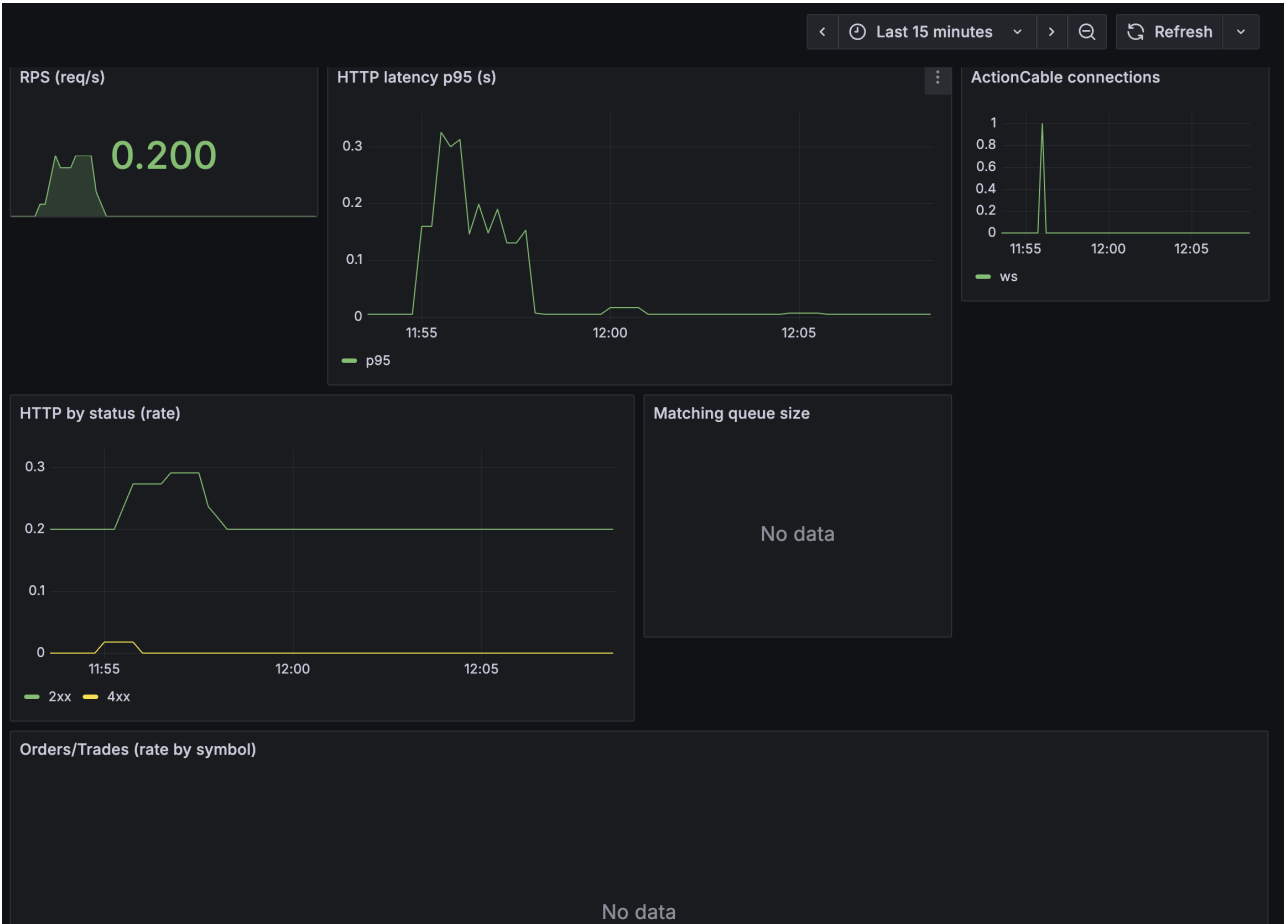 Last 15 minutes
Refresh
RPS (req/s)
0.200
HTTP latency p95 (s)
0.3
0.2
0.1
0
11:55
12:00
12:05
p95
ActionCable connections
1
0.8
0.6
0.4
0.2
0
11:55
12:00
12:05
ws
HTTP by status (rate)
0.3
0.2
0.1
0
11:55
12:00
12:05
2xx
4xx
Matching queue size
No data
Orders/Trades (rate by symbol)
No data